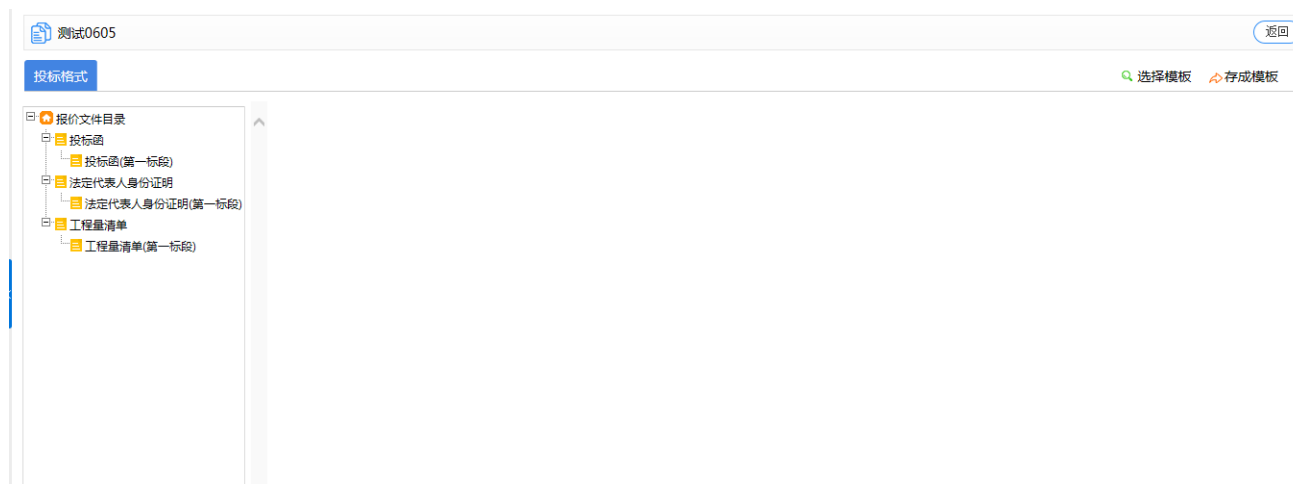 测试0605
返回
投标格式
选择模板
存成模板
报价文件目录
投标函
投标函(第一标段)
法定代表人身份证明
法定代表人身份证明(第一标段)
工程量清单
工程量清单(第一标段)